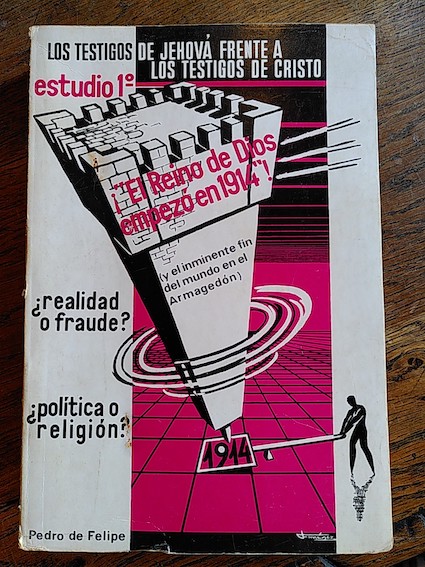 LOS TESTIGOS DE JEHOVÁ FRENTE A
LOS TESTIGOS DE CRISTO
estudio 1º
¡"El Reino de Dios
empezó en 1914"!
(y el inminente fin
del mundo en el
Armagedón)
¿realidad
o fraude?
¿política o
religión?
1914
Pedro de Felipe